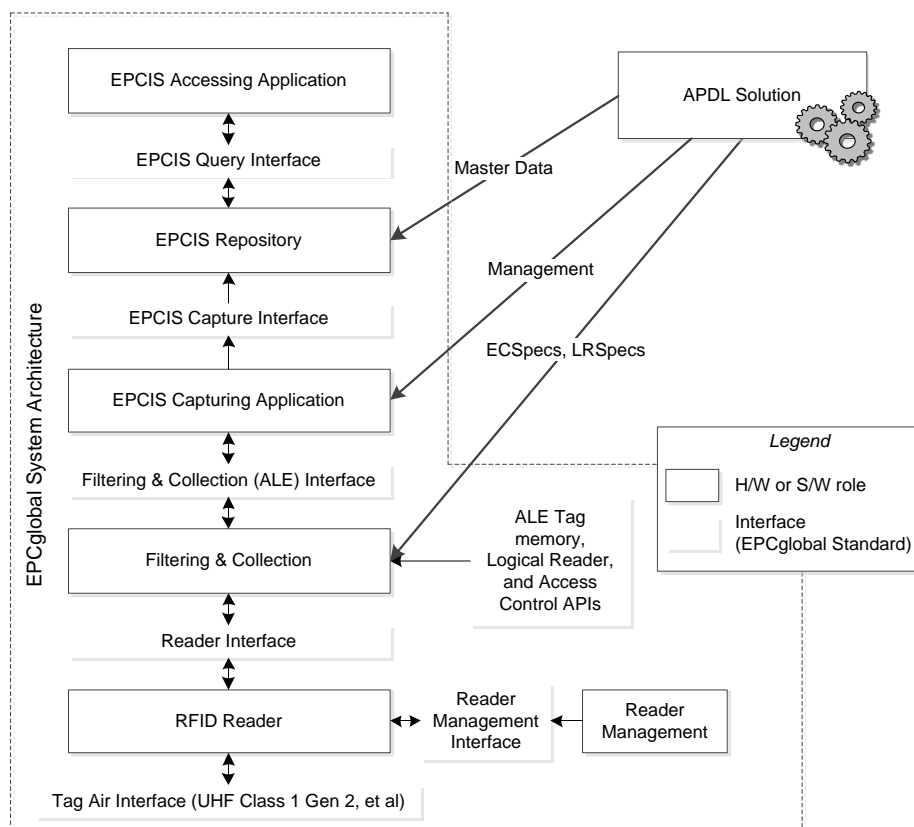 EPCglobal System Architecture
EPCIS Accessing Application
EPCIS Query Interface
EPCIS Repository
EPCIS Capture Interface
EPCIS Capturing Application
Filtering & Collection (ALE) Interface
Filtering & Collection
Reader Interface
RFID Reader
Tag Air Interface (UHF Class 1 Gen 2, et al)
APDL Solution
Master Data
Management
ECSpecs, LRSpecs
ALE Tag
memory,
Logical Reader,
and Access
Control APIs
Reader
Management
Interface
Reader
Management
Legend
H/W or S/W role
Interface
(EPCglobal Standard)